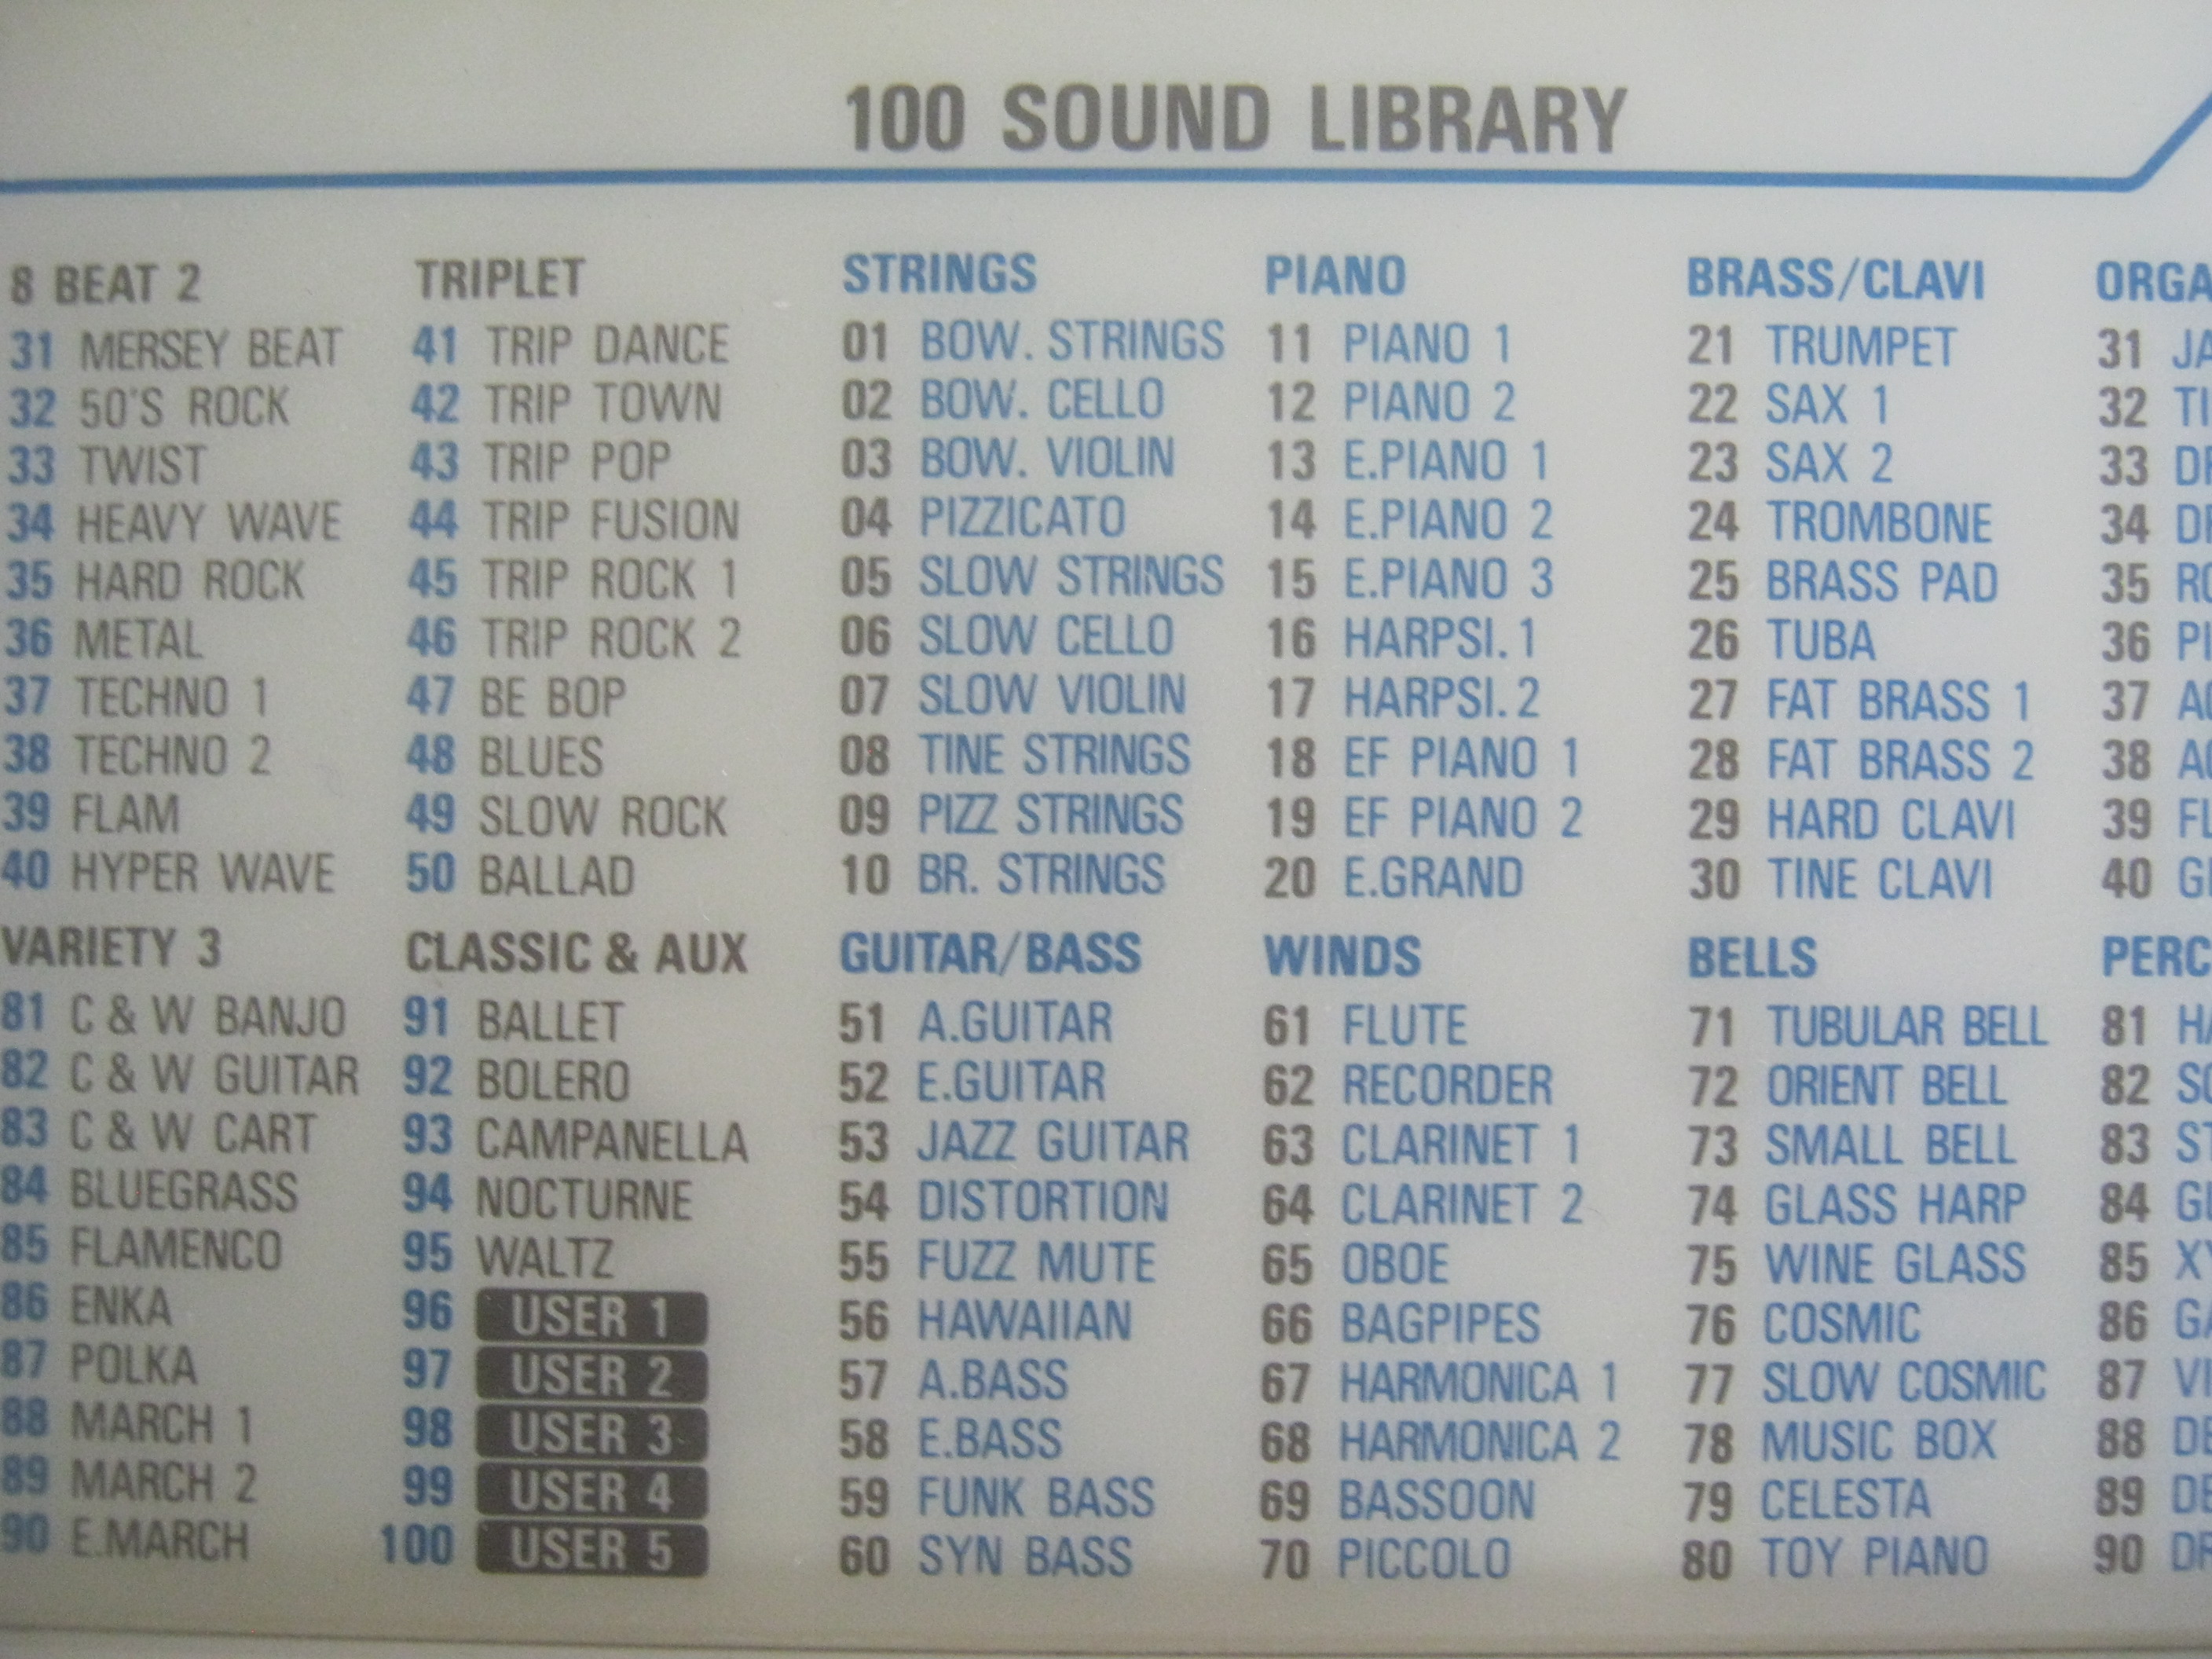 100 SOUND LIBRARY
8 BEAT 2
31 MERSEY BEAT
32 50'S ROCK
33 TWIST
34 HEAVY WAVE
35 HARD ROCK
36 METAL
37 TECHNO 1
38 TECHNO 2
39 FLAM
40 HYPER WAVE
TRIPLET
41 TRIP DANCE
42 TRIP TOWN
43 TRIP POP
44 TRIP FUSION
45 TRIP ROCK 1
46 TRIP ROCK 2
47 BE BOP
48 BLUES
49 SLOW ROCK
50 BALLAD
STRINGS
01 BOW. STRINGS
02 BOW. CELLO
03 BOW. VIOLIN
04 PIZZICATO
05 SLOW STRINGS
06 SLOW CELLO
07 SLOW VIOLIN
08 TINE STRINGS
09 PIZZ STRINGS
10 BR. STRINGS
PIANO
11 PIANO 1
12 PIANO 2
13 E.PIANO 1
14 E.PIANO 2
15 E.PIANO 3
16 HARPSI. 1
17 HARPSI. 2
18 EF PIANO 1
19 EF PIANO 2
20 E.GRAND
BRASS/CLAVI
21 TRUMPET
22 SAX 1
23 SAX 2
24 TROMBONE
25 BRASS PAD
26 TUBA
27 FAT BRASS 1
28 FAT BRASS 2
29 HARD CLAVI
30 TINE CLAVI
ORGA
31 JA
32 TI
33
34
35 RO
36 PI
37
38
39
40
VARIETY 3
81 C & W BANJO
82 C & W GUITAR
83 C & W CART
84 BLUEGRASS
85 FLAMENCO
86 ENKA
87 POLKA
88 MARCH 1
89 MARCH 2
90 E.MARCH
CLASSIC & AUX
91 BALLET
92 BOLERO
93 CAMPANELLA
94 NOCTURNE
95 WALTZ
96 USER 1
97 USER 2
98 USER 3
99 USER 4
100 USER 5
GUITAR/BASS
51 A.GUITAR
52 E.GUITAR
53 JAZZ GUITAR
54 DISTORTION
55 FUZZ MUTE
56 HAWAIIAN
57 A.BASS
58 E.BASS
59 FUNK BASS
60 SYN BASS
WINDS
61 FLUTE
62 RECORDER
63 CLARINET 1
64 CLARINET 2
65 OBOE
66 BAGPIPES
67 HARMONICA 1
68 HARMONICA 2
69 BASSOON
70 PICCOLO
BELLS
71 TUBULAR BELL
72 ORIENT BELL
73 SMALL BELL
74 GLASS HARP
75 WINE GLASS
76 COSMIC
77 SLOW COSMIC
78 MUSIC BOX
79 CELESTA
80 TOY PIANO
PERC
81 HA
82
83 ST
84
85 XY
86 GA
87 VI
88
89
90